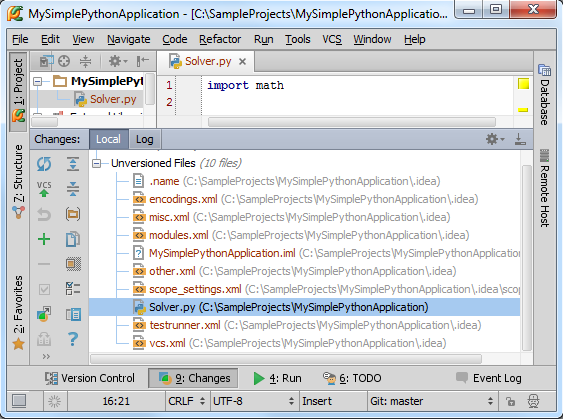 MySimplePythonApplication - [C:\SampleProjects\MySimplePythonApplicatio...
File Edit View Navigate Code Refactor Run Tools VCS Window Help
1: Project
Z: Structure
2: Favorites
MySimplePyt
Solver.py
Solver.py
1 import math
2
Database
Remote Host
Changes: Local Log
Unversioned Files (10 files)
.name (C:\SampleProjects\MySimplePythonApplication\.idea)
encodings.xml (C:\SampleProjects\MySimplePythonApplication\.idea)
misc.xml (C:\SampleProjects\MySimplePythonApplication\.idea)
modules.xml (C:\SampleProjects\MySimplePythonApplication\.idea)
MySimplePythonApplication.iml (C:\SampleProjects\MySimplePythonApplication\.idea)
other.xml (C:\SampleProjects\MySimplePythonApplication\.idea)
scope_settings.xml (C:\SampleProjects\MySimplePythonApplication\.idea\scop
Solver.py (C:\SampleProjects\MySimplePythonApplication)
testrunner.xml (C:\SampleProjects\MySimplePythonApplication\.idea)
vcs.xml (C:\SampleProjects\MySimplePythonApplication\.idea)
VCS
Version Control 9: Changes 4: Run 6: TODO Event Log
16:21 CRLF UTF-8 Insert Git: master